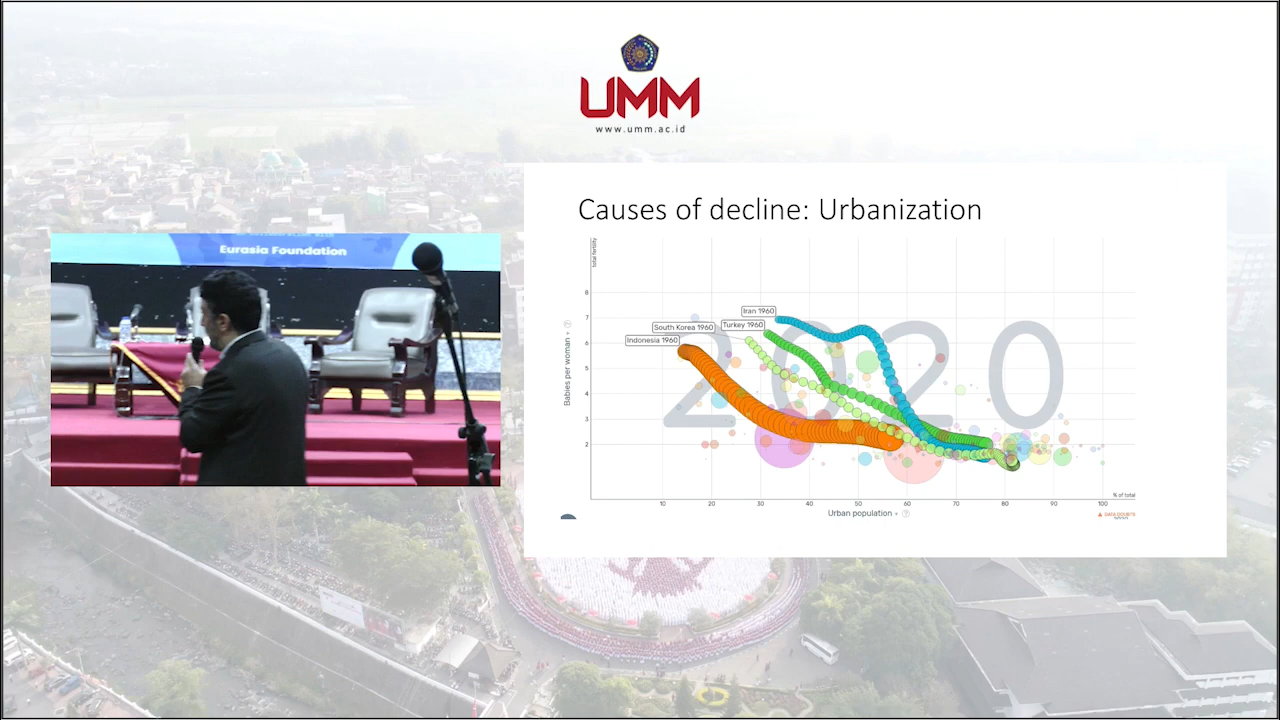 UMM
www.umm.ac.id
Eurasia Foundation
Causes of decline: Urbanization
2020
total fertility
Babies per woman
8
7
6
5
4
3
2
Iran 1960
Turkey 1960
South Korea 1960
Indonesia 1960
% of total
10 20 30 40 50 60 70 80 90 100
Urban population
DATA DOUBTS